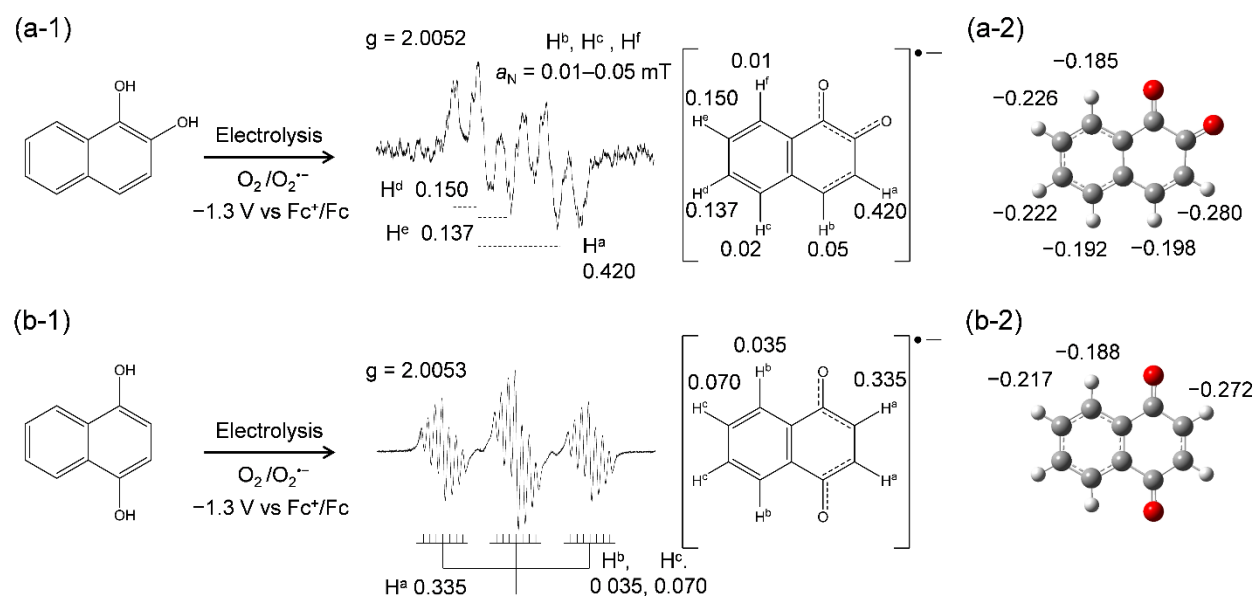 (a-1)
OH
OH
Electrolysis
O₂/O₂•−
−1.3 V vs Fc⁺/Fc
g = 2.0052
Hᵇ, Hᶜ , Hᶠ
aN = 0.01–0.05 mT
Hᵈ 0.150
Hᵉ 0.137
Hᵃ
0.420
• —
0.01
Hᶠ
O
O
0.150
Hᵉ
Hᵈ
0.137
Hᶜ
0.02
Hᵇ
0.05
Hᵃ
0.420
(a-2)
−0.185
−0.226
−0.222
−0.192
−0.198
−0.280
(b-1)
OH
OH
Electrolysis
O₂/O₂•−
−1.3 V vs Fc⁺/Fc
g = 2.0053
Hᵃ 0.335
Hᵇ, Hᶜ.
0 035, 0.070
• —
0.035
Hᵇ
O
0.070
Hᶜ
0.335
Hᵃ
Hᶜ
Hᵃ
Hᵇ
O
(b-2)
−0.188
−0.217
−0.272